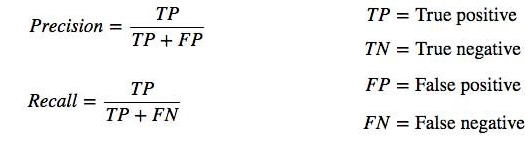 Precision = TP / TP + FP
Recall = TP / TP + FN
TP = True positive
TN = True negative
FP = False positive
FN = False negative